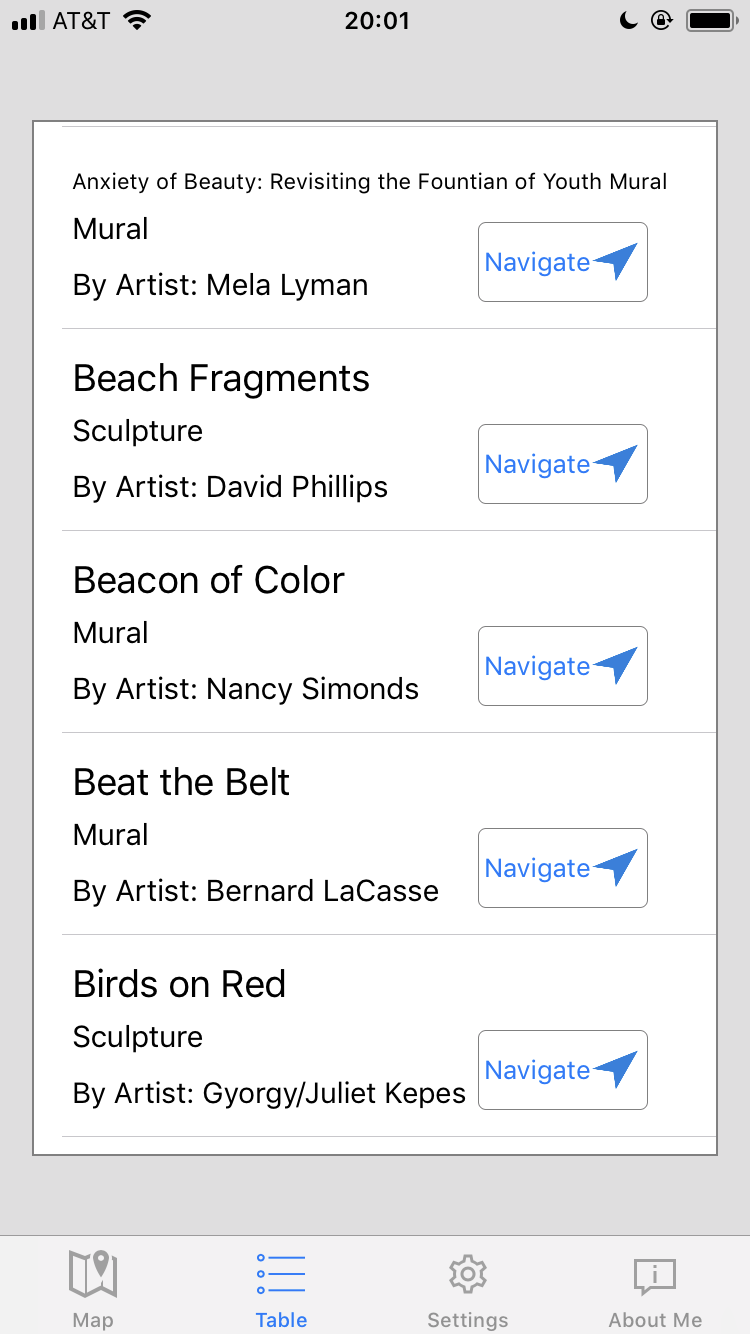 AT&T 20:01
Anxiety of Beauty: Revisiting the Fountian of Youth Mural
Mural
Navigate
By Artist: Mela Lyman
Beach Fragments
Sculpture
Navigate
By Artist: David Phillips
Beacon of Color
Mural
Navigate
By Artist: Nancy Simonds
Beat the Belt
Mural
Navigate
By Artist: Bernard LaCasse
Birds on Red
Sculpture
Navigate
By Artist: Gyorgy/Juliet Kepes
Map Table Settings About Me